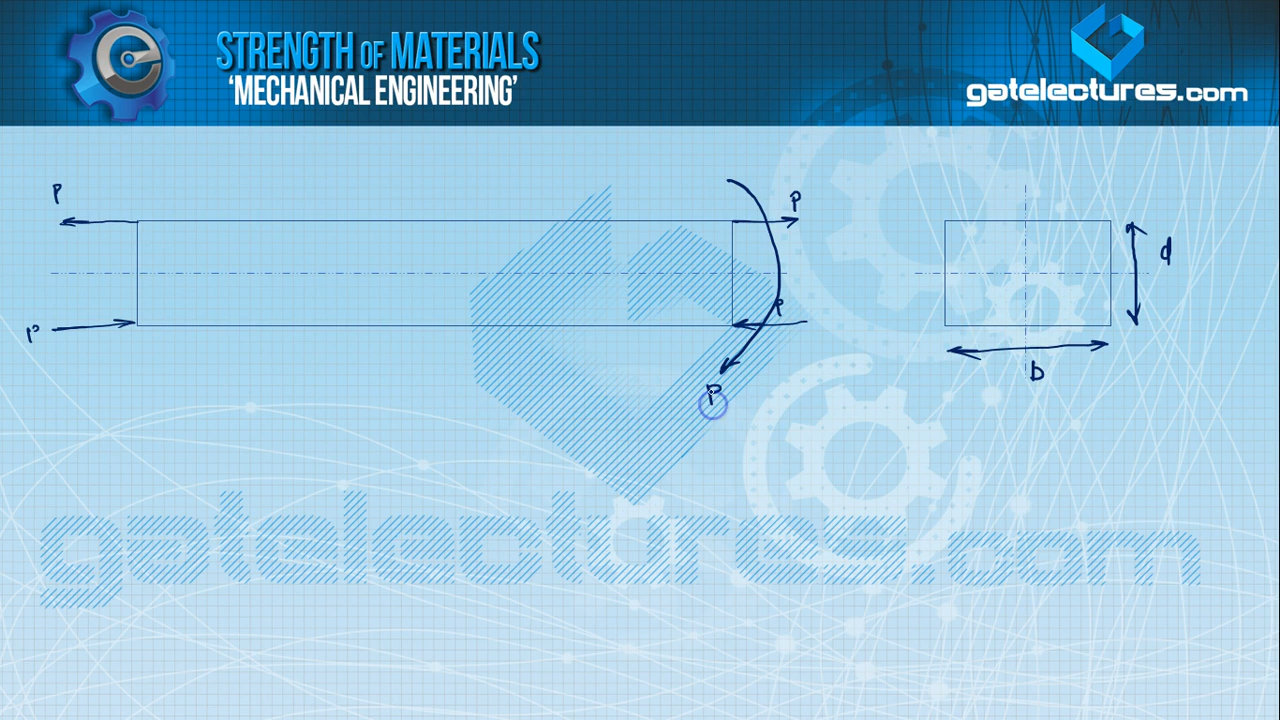 STRENGTH OF MATERIALS
'MECHANICAL ENGINEERING'
gatelectures.com
P
P
P
P
P
d
b
gatelectures.com